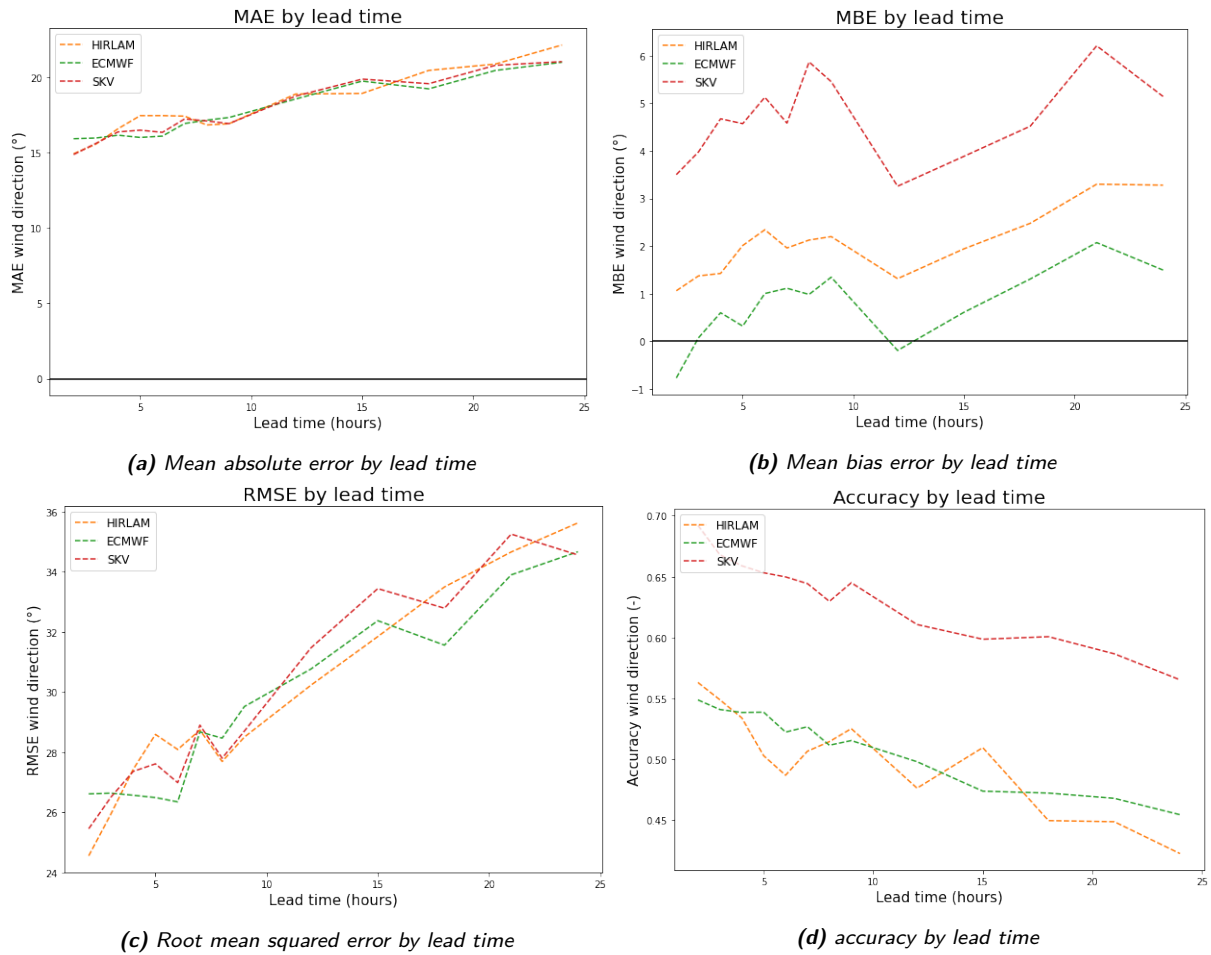 MAE by lead time
HIRLAM
ECMWF
SKV
20
15
10
5
0
MAE wind direction (°)
5
10
15
20
25
Lead time (hours)
(a) Mean absolute error by lead time
MBE by lead time
HIRLAM
ECMWF
SKV
6
5
4
3
2
1
0
−1
MBE wind direction (°)
5
10
15
20
25
Lead time (hours)
(b) Mean bias error by lead time
RMSE by lead time
HIRLAM
ECMWF
SKV
36
34
32
30
28
26
24
RMSE wind direction (°)
5
10
15
20
25
Lead time (hours)
(c) Root mean squared error by lead time
Accuracy by lead time
HIRLAM
ECMWF
SKV
0.70
0.65
0.60
0.55
0.50
0.45
Accuracy wind direction (-)
5
10
15
20
25
Lead time (hours)
(d) accuracy by lead time